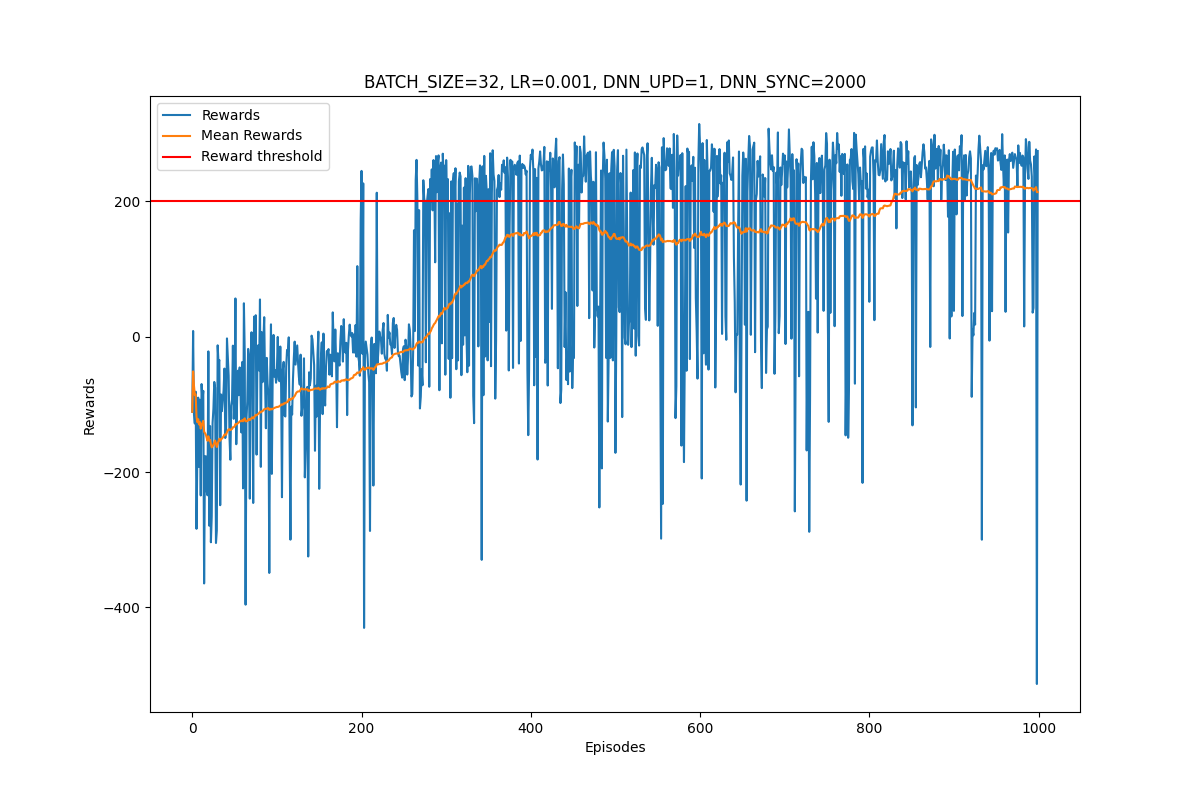 BATCH_SIZE=32, LR=0.001, DNN_UPD=1, DNN_SYNC=2000
Rewards
Mean Rewards
Reward threshold
200
0
−200
−400
Rewards
0
200
400
600
800
1000
Episodes